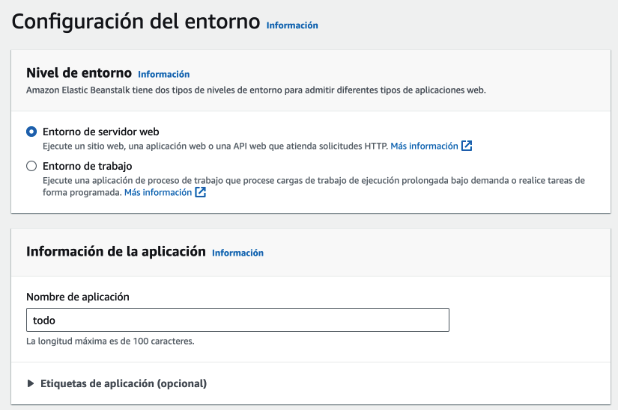 Configuración del entorno Información
Nivel de entorno Información
Amazon Elastic Beanstalk tiene dos tipos de niveles de entorno para admitir diferentes tipos de aplicaciones web.
Entorno de servidor web
Ejecute un sitio web, una aplicación web o una API web que atienda solicitudes HTTP. Más información
Entorno de trabajo
Ejecute una aplicación de proceso de trabajo que procese cargas de trabajo de ejecución prolongada bajo demanda o realice tareas de
forma programada. Más información
Información de la aplicación Información
Nombre de aplicación
todo
La longitud máxima es de 100 caracteres.
Etiquetas de aplicación (opcional)